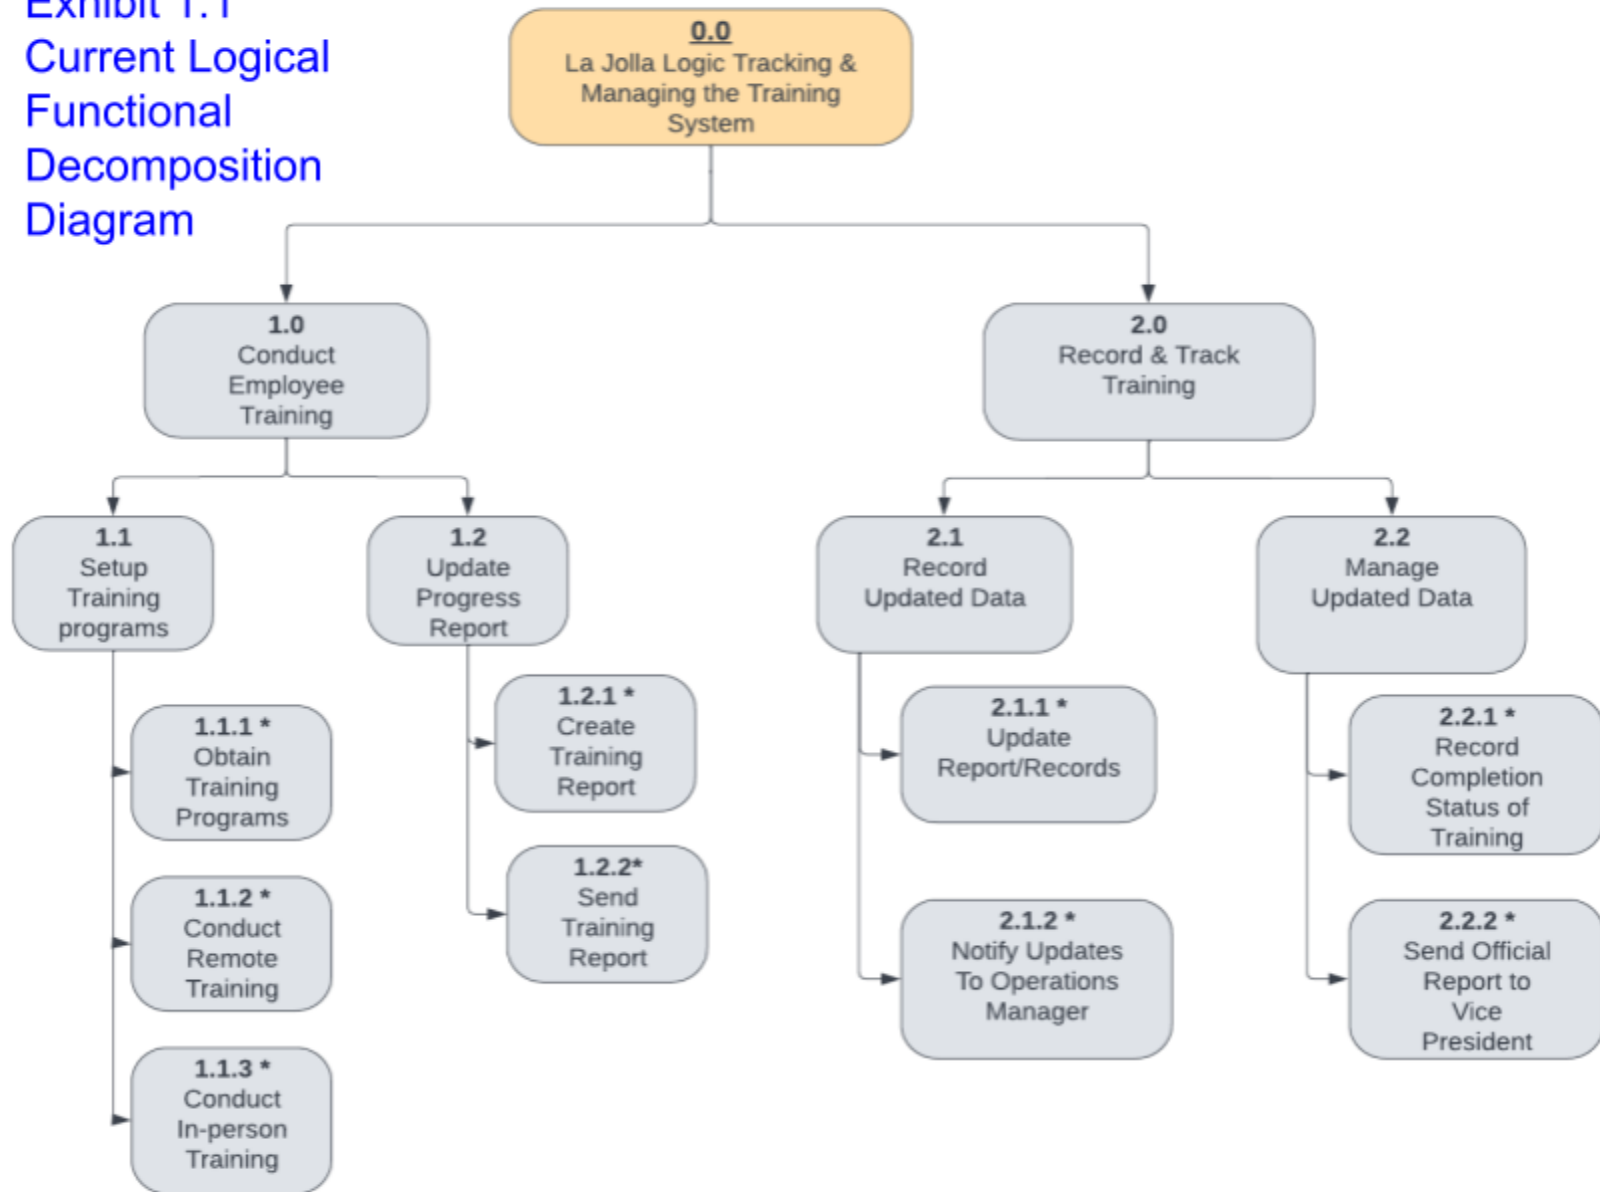 Exhibit 1.1
Current Logical
Functional
Decomposition
Diagram
0.0
La Jolla Logic Tracking &
Managing the Training
System
1.0
Conduct
Employee
Training
2.0
Record & Track
Training
1.1
Setup
Training
programs
1.2
Update
Progress
Report
2.1
Record
Updated Data
2.2
Manage
Updated Data
1.1.1 *
Obtain
Training
Programs
1.1.2 *
Conduct
Remote
Training
1.1.3 *
Conduct
In-person
Training
1.2.1 *
Create
Training
Report
1.2.2*
Send
Training
Report
2.1.1 *
Update
Report/Records
2.1.2 *
Notify Updates
To Operations
Manager
2.2.1 *
Record
Completion
Status of
Training
2.2.2 *
Send Official
Report to
Vice
President